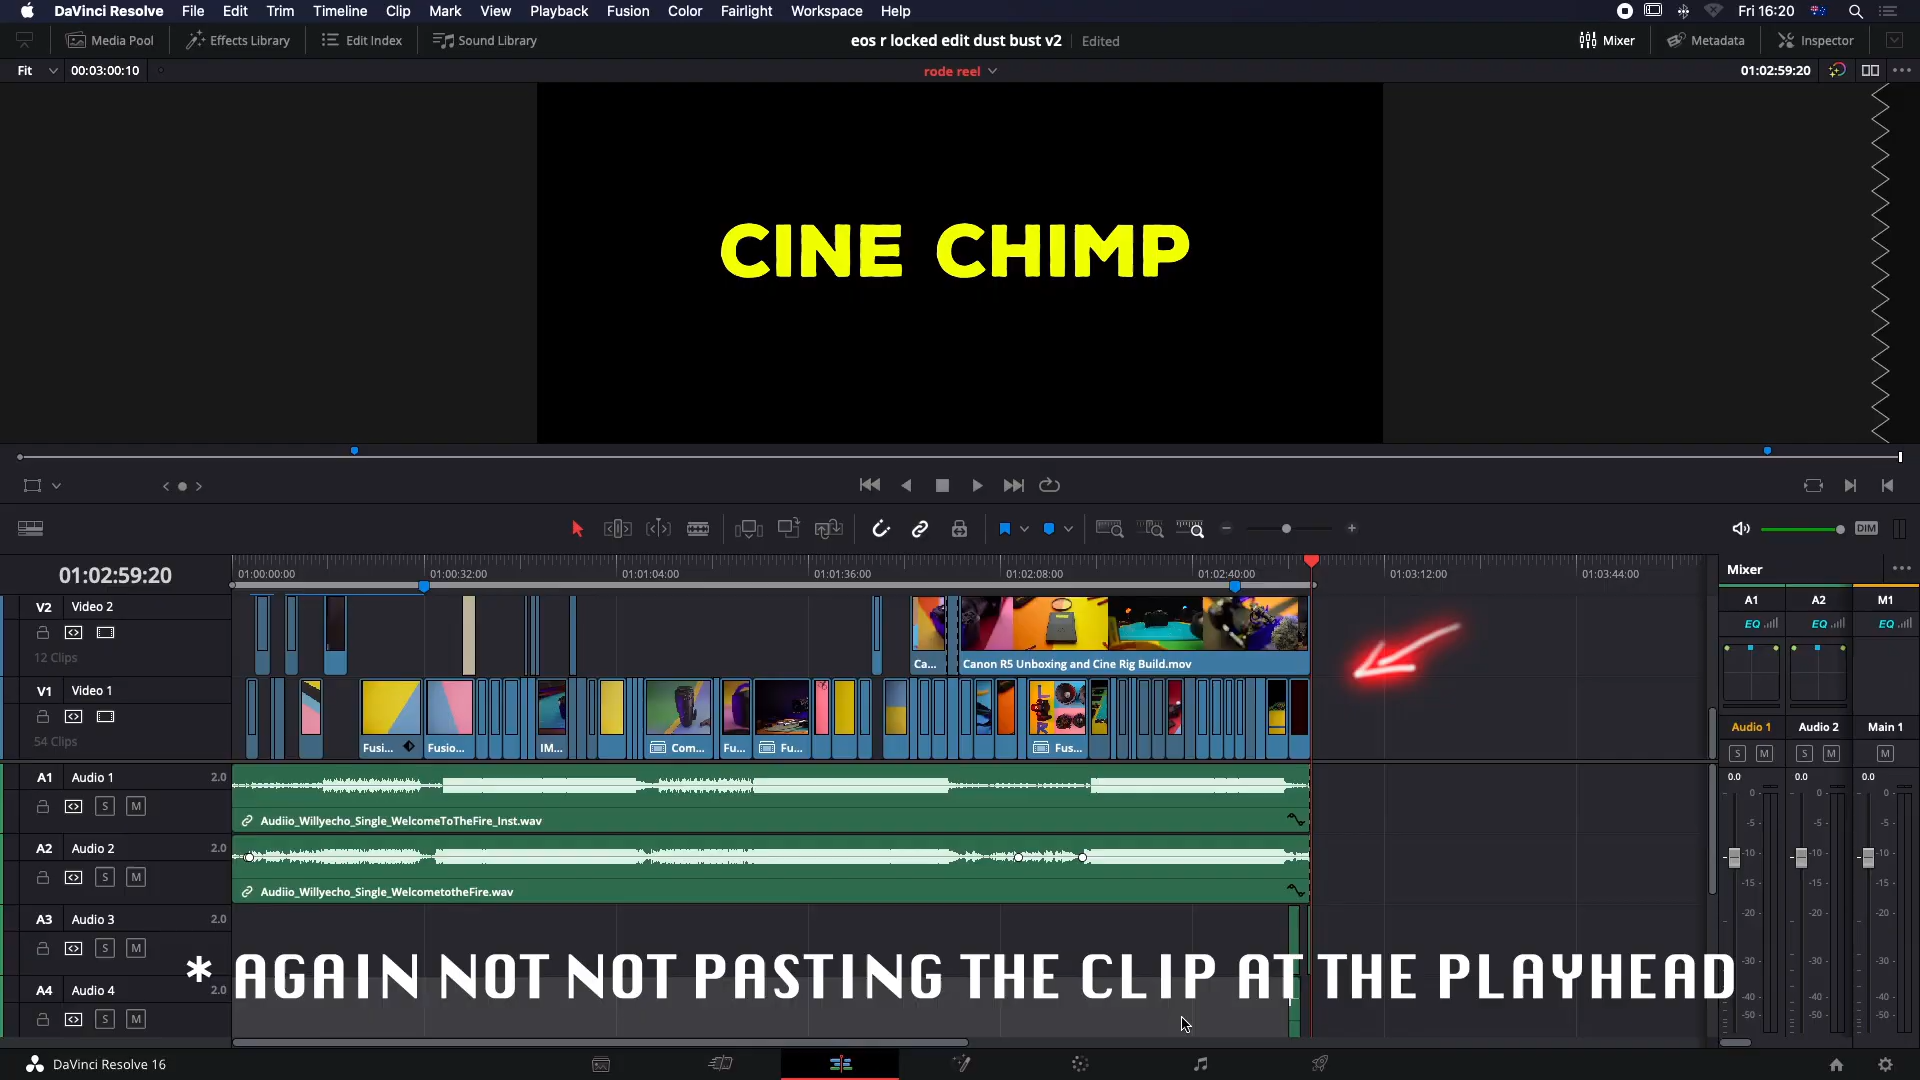 DaVinci Resolve File Edit Trim Timeline Clip Mark View Playback Fusion Color Fairlight Workspace Help Fri 16:20
Media Pool Effects Library Edit Index Sound Library eos r locked edit dust bust v2 Edited Mixer Metadata Inspector
Fit 00:03:00:10 rode reel 01:02:59:20
CINE CHIMP
DIM
01:02:59:20 01:00:00:00 01:00:32:00 01:01:04:00 01:01:36:00 01:02:08:00 01:02:40:00 01:03:12:00 01:03:44:00 Mixer
V2 Video 2 A1 A2 M1
EQ EQ EQ
12 Clips Ca... Canon R5 Unboxing and Cine Rig Build.mov
V1 Video 1
Audio 1 Audio 2 Main 1
54 Clips Fusi... Fusio... IM... Com... Fu... Fu... Fus...
S M S M M
A1 Audio 1 2.0 0.0 0.0 0.0
S M
Audiio_Willyecho_Single_WelcomeToTheFire_Inst.wav
A2 Audio 2 2.0
S M
Audiio_Willyecho_Single_WelcometotheFire.wav
A3 Audio 3 2.0
S M
* AGAIN NOT NOT PASTING THE CLIP AT THE PLAYHEAD
A4 Audio 4 2.0
S M
0 -5 -10 -15 -20 -30 -40 -50
0 -5 -10 -15 -20 -30 -40 -50
0 -5 -10 -15 -20 -30 -40 -50
DaVinci Resolve 16